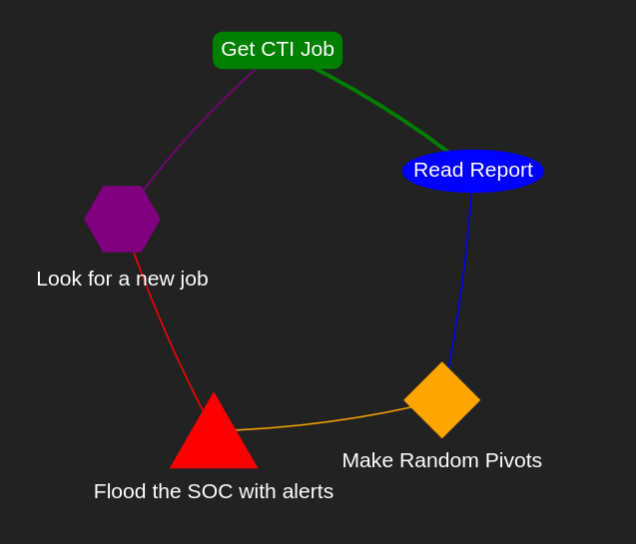 Get CTI Job
Read Report
Look for a new job
Make Random Pivots
Flood the SOC with alerts